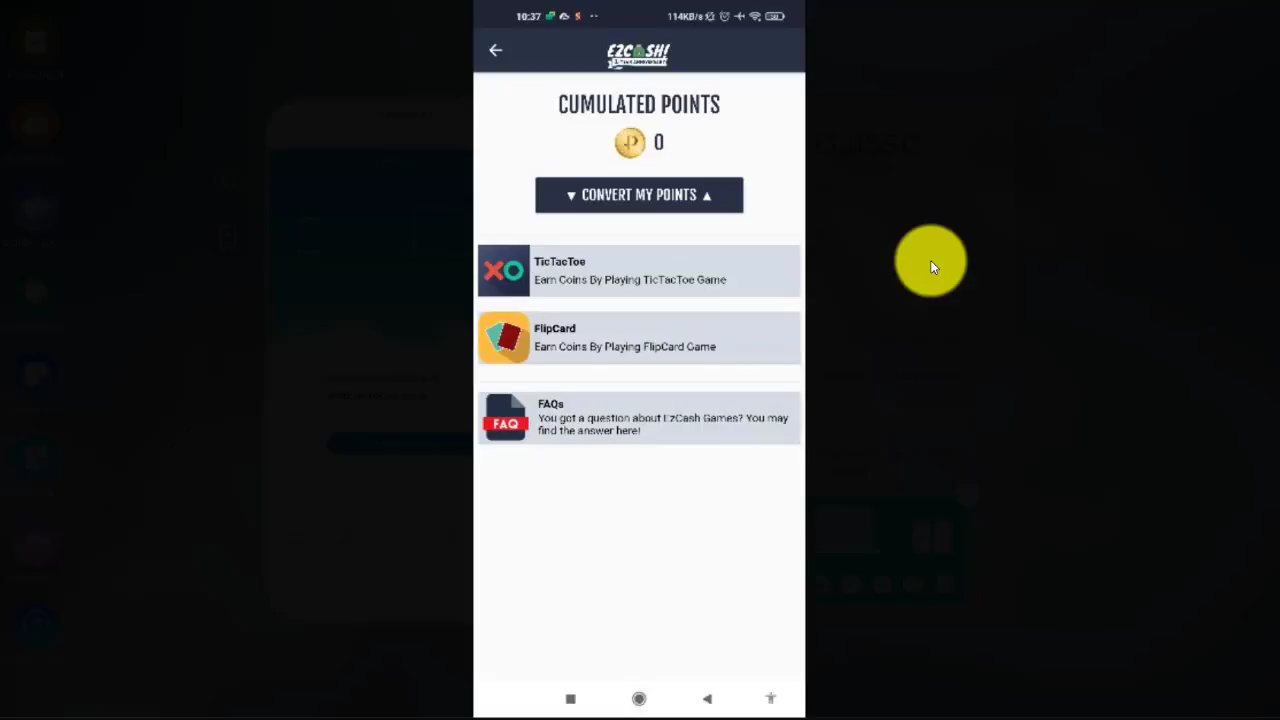 10:37
114KB/s
EZCASH!
CUMULATED POINTS
0
▼ CONVERT MY POINTS ▲
XO
TicTacToe
Earn Coins By Playing TicTacToe Game
FlipCard
Earn Coins By Playing FlipCard Game
FAQ
FAQs
You got a question about EzCash Games? You may
find the answer here!